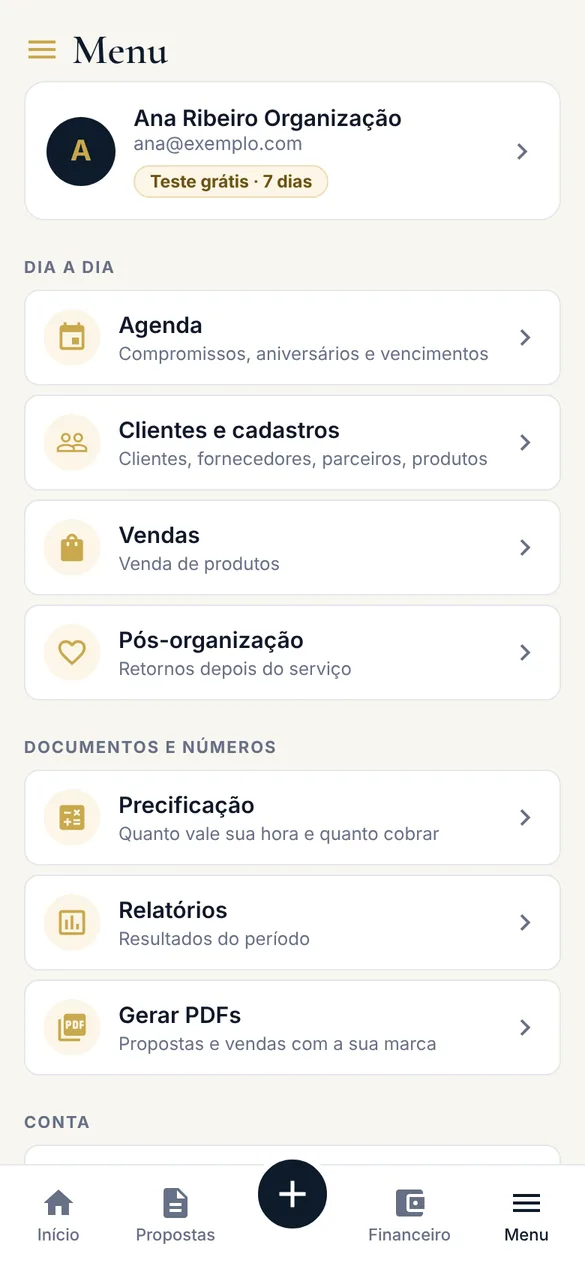 Menu
A
Ana Ribeiro Organização
ana@exemplo.com
Teste grátis · 7 dias
DIA A DIA
Agenda
Compromissos, aniversários e vencimentos
Clientes e cadastros
Clientes, fornecedores, parceiros, produtos
Vendas
Venda de produtos
Pós-organização
Retornos depois do serviço
DOCUMENTOS E NÚMEROS
Precificação
Quanto vale sua hora e quanto cobrar
Relatórios
Resultados do período
PDF
Gerar PDFs
Propostas e vendas com a sua marca
CONTA
Início
Propostas
Financeiro
Menu